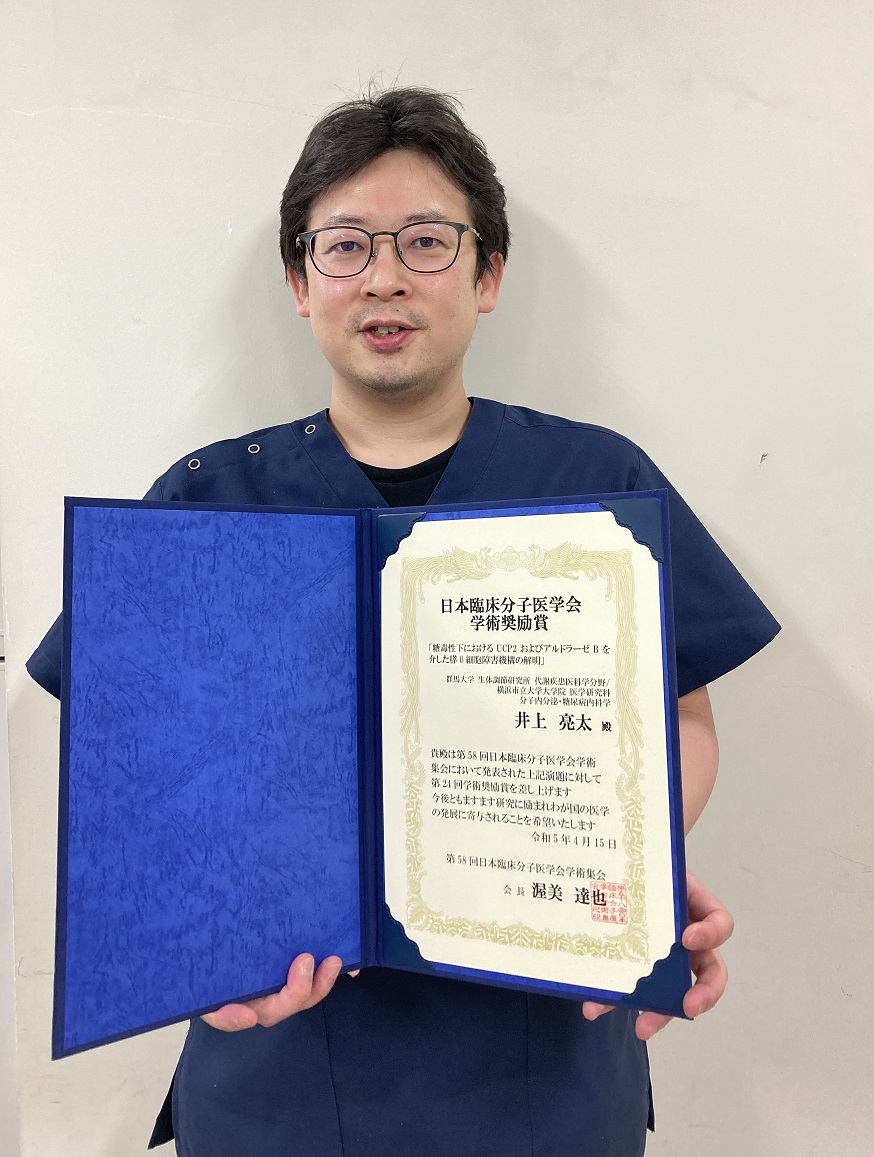 日本臨床分子医学会
学術奨励賞
「糖毒性下における UCP2 およびアルドラーゼ B を
介した膵β細胞障害機構の解明」
群馬大学 生体調節研究所 代謝疾患医科学分野/
横浜市立大学大学院 医学研究科
分子内分泌・糖尿病内科学
井上 亮太 殿
貴殿は第58回日本臨床分子医学会学術
集会において発表された上記演題に対して
第24回学術奨励賞を差し上げます
今後ともますます研究に励まれわが国の医学
の発展に寄与されることを希望いたします
令和5年4月15日
第58回日本臨床分子医学会学術集会
会長 渥美 達也